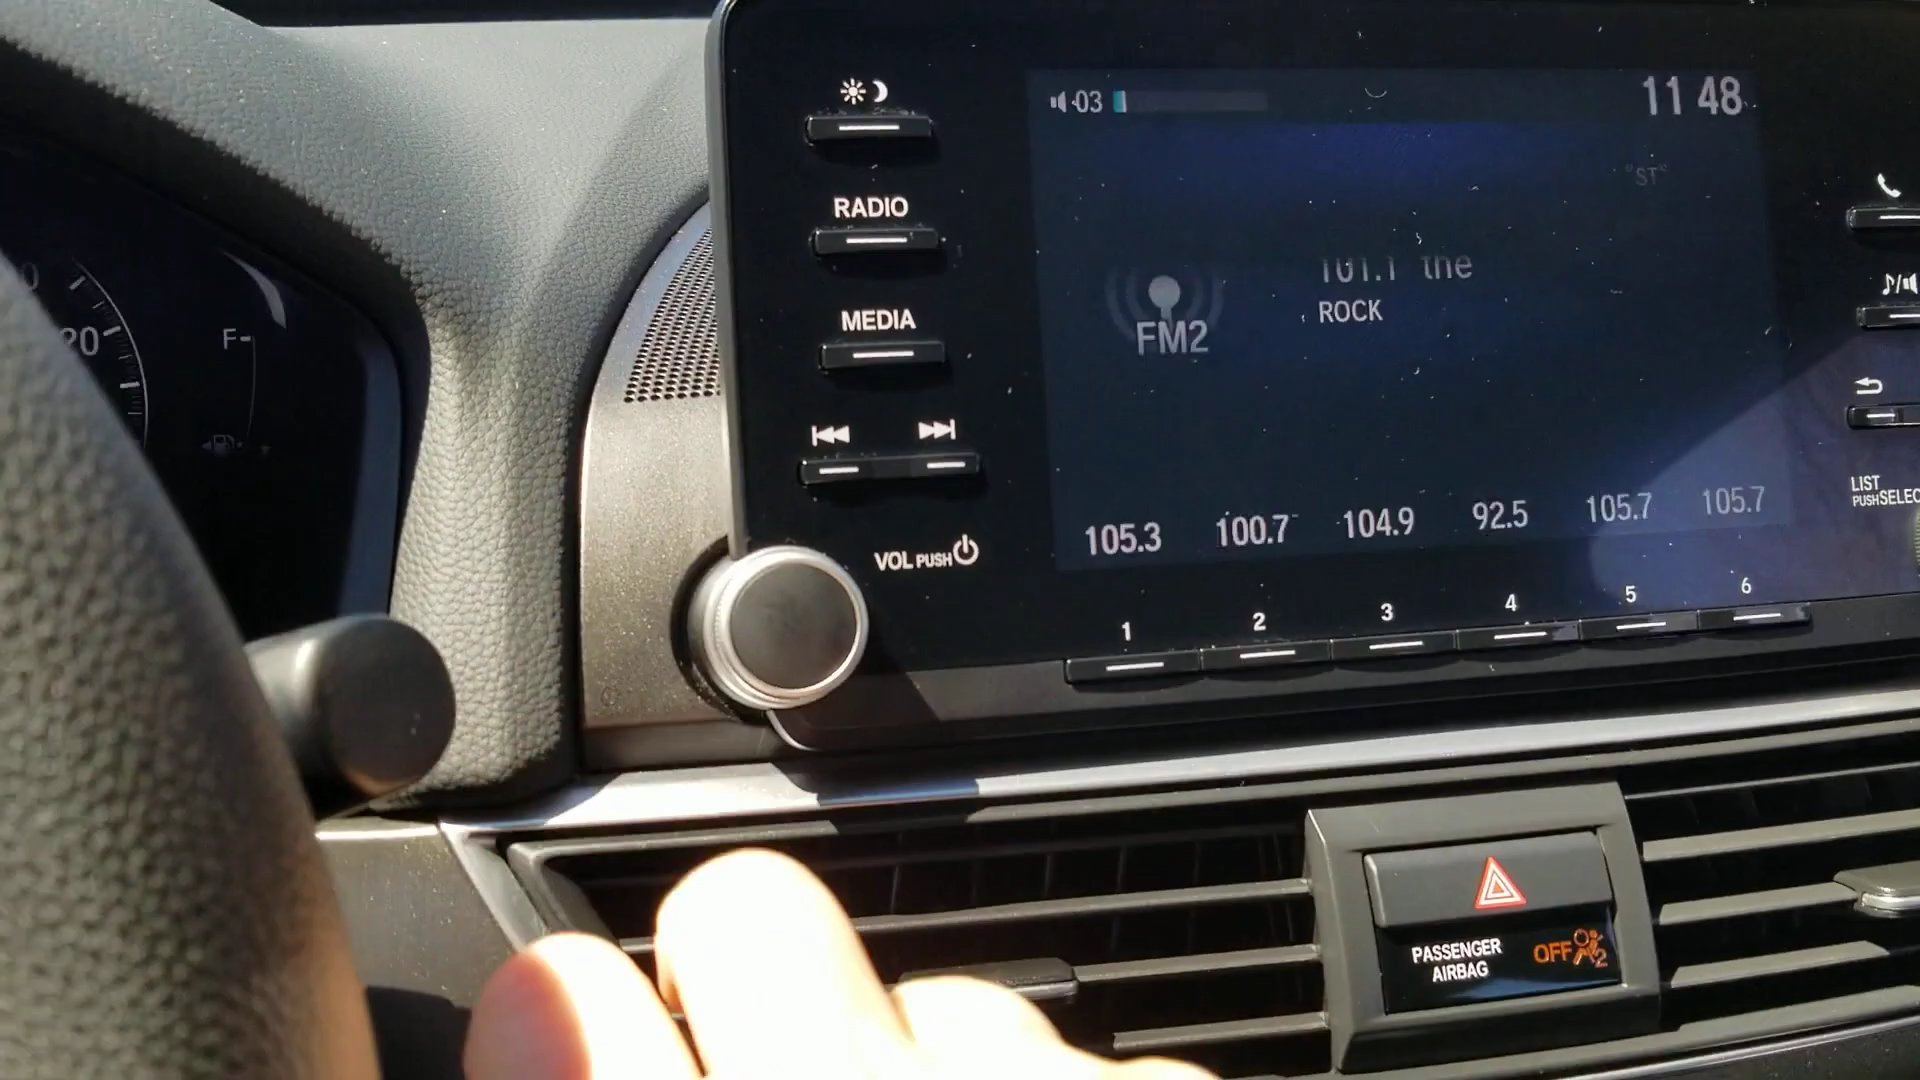 03
11 48
°ST°
RADIO
101.1 the
ROCK
MEDIA
FM2
F
20
105.3 100.7 104.9 92.5 105.7 105.7
VOL PUSH
LIST
PUSH
1 2 3 4 5 6
PASSENGER
AIRBAG
OFF 2